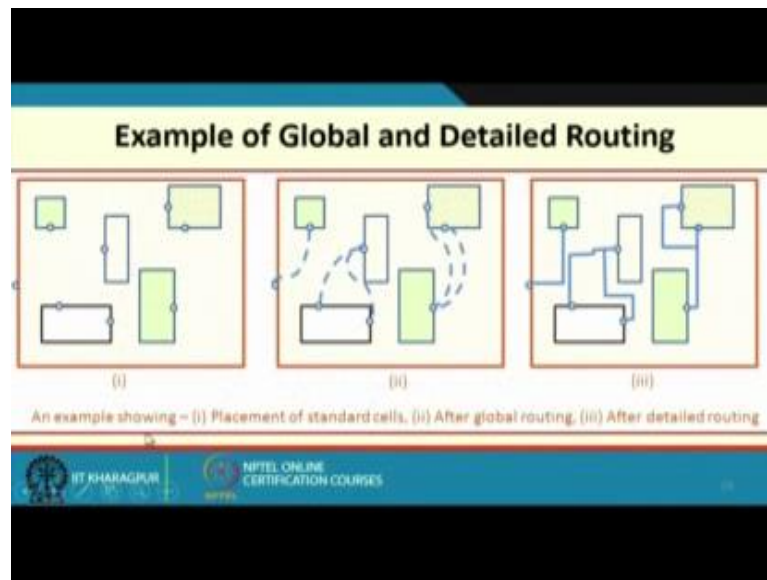 Example of Global and Detailed Routing
(i)
(ii)
(iii)
An example showing – (i) Placement of standard cells, (ii) After global routing, (iii) After detailed routing
IIT KHARAGPUR
NPTEL ONLINE
CERTIFICATION COURSES
NPTEL